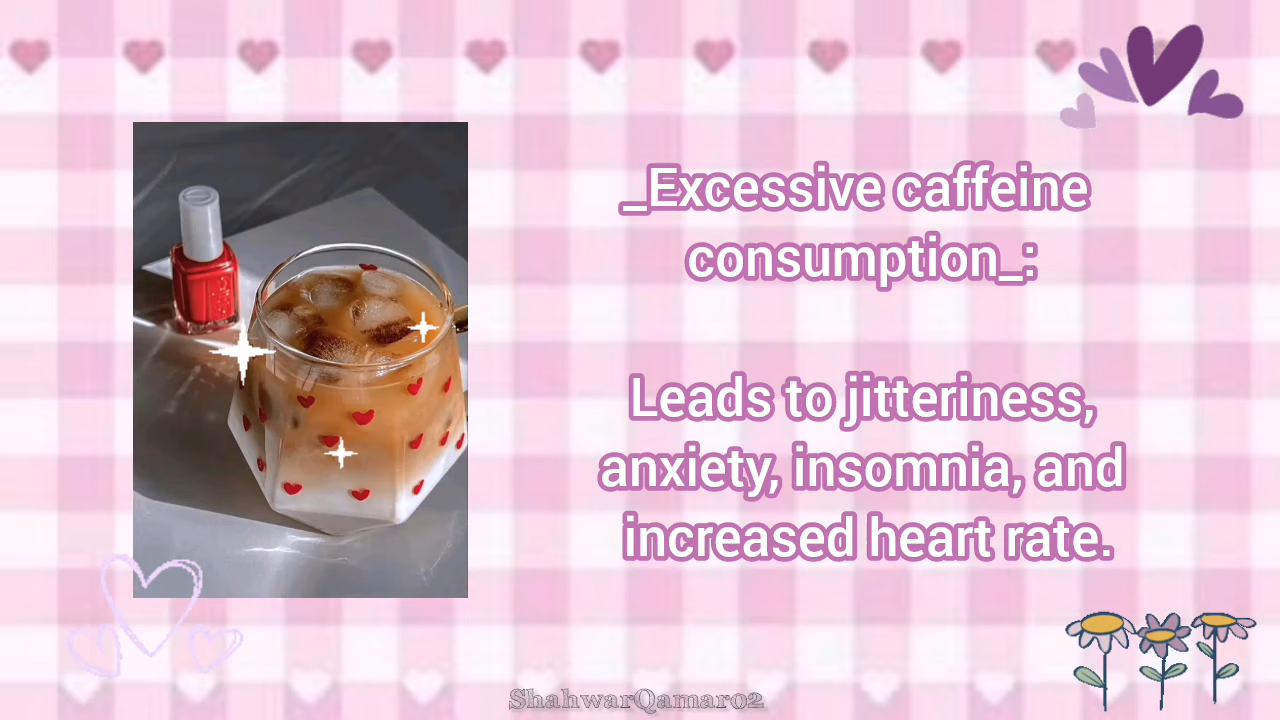 _Excessive caffeine
consumption_:
Leads to jitteriness,
anxiety, insomnia, and
increased heart rate.
ShahwarQamar02